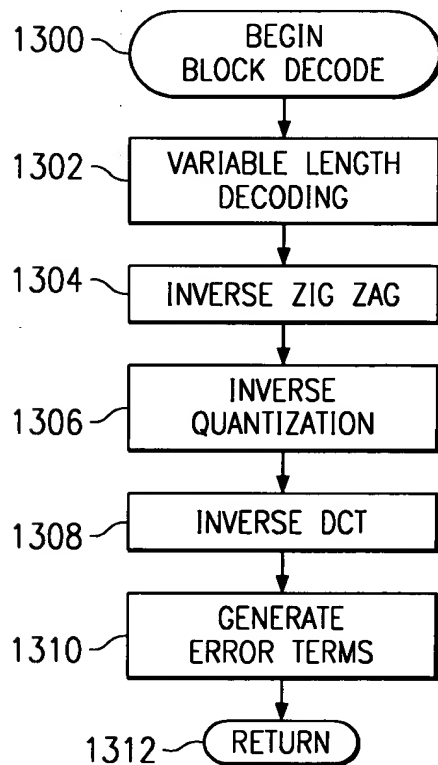 1300
BEGIN
BLOCK DECODE
1302
VARIABLE LENGTH
DECODING
1304
INVERSE ZIG ZAG
1306
INVERSE
QUANTIZATION
1308
INVERSE DCT
1310
GENERATE
ERROR TERMS
1312
RETURN